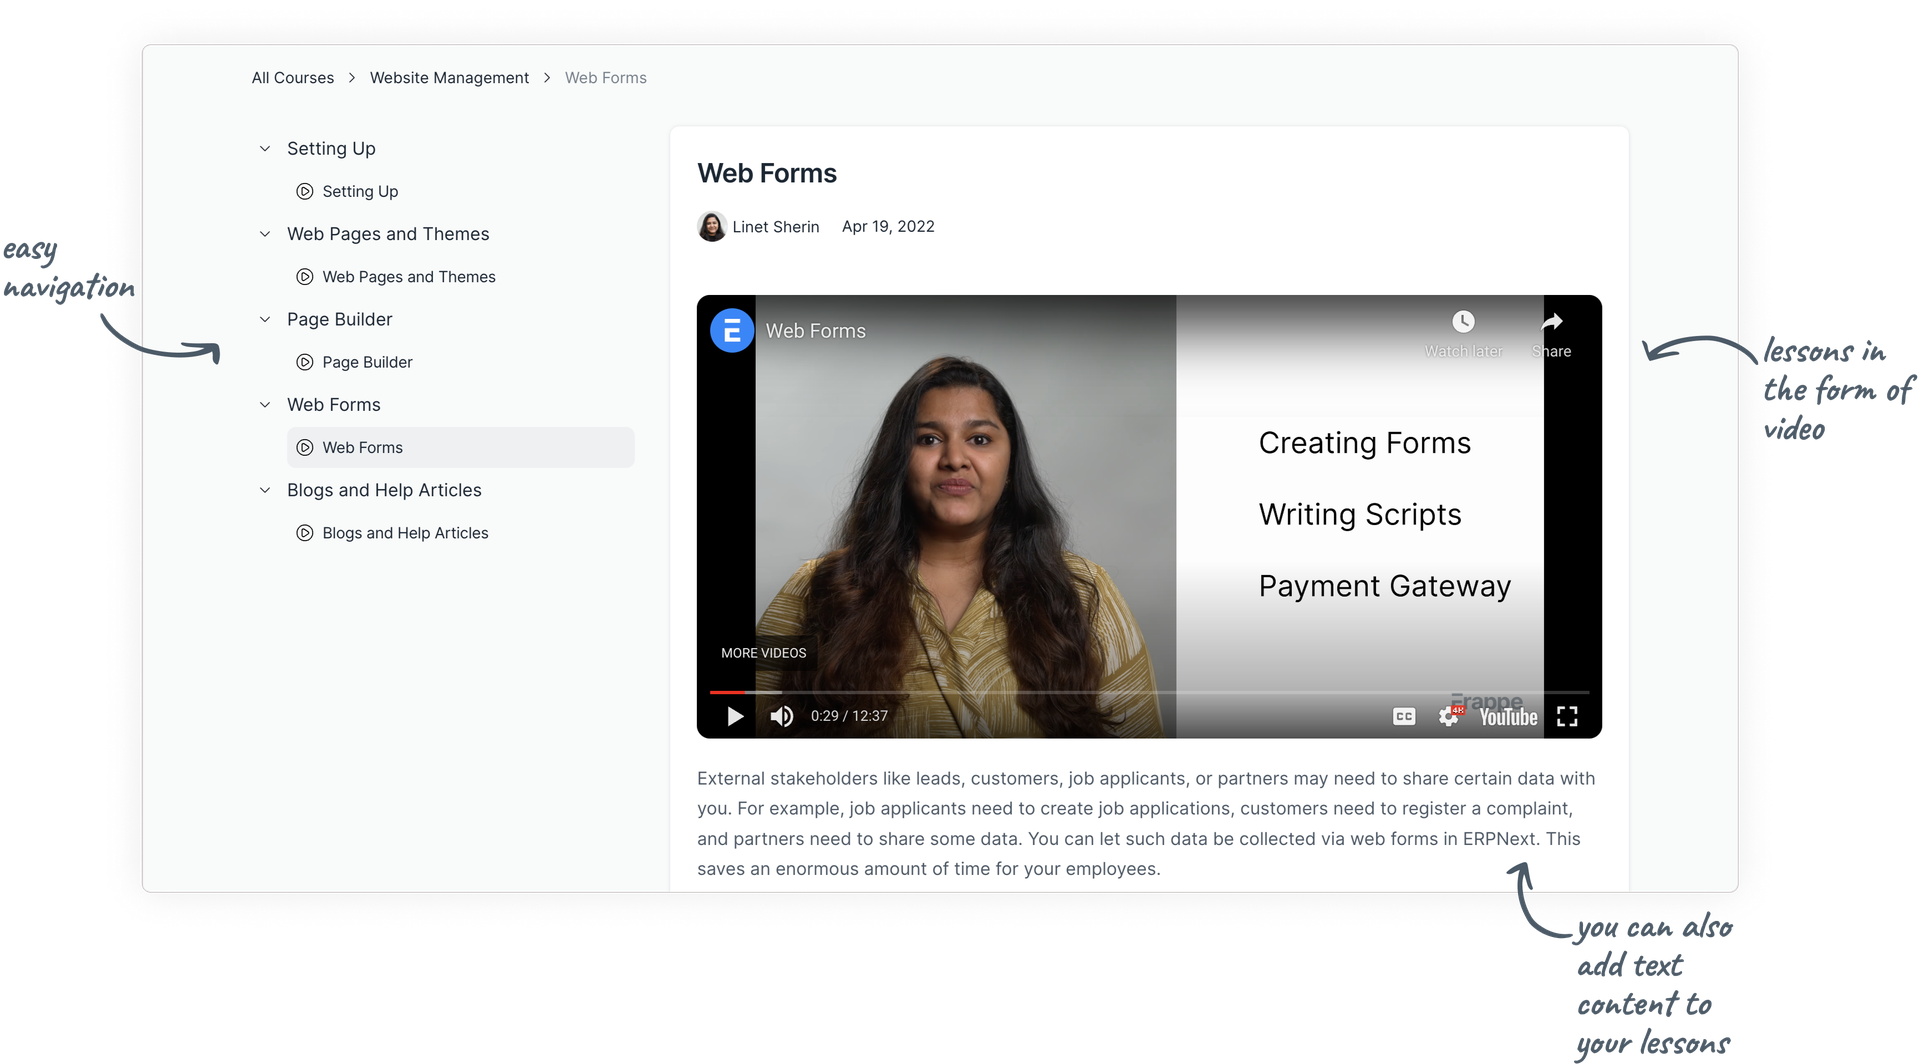 All Courses > Website Management > Web Forms
Setting Up
Setting Up
Web Pages and Themes
Web Pages and Themes
Page Builder
Page Builder
Web Forms
Web Forms
Blogs and Help Articles
Blogs and Help Articles
easy
navigation
Web Forms
Linet Sherin Apr 19, 2022
Web Forms
Watch later Share
Creating Forms
Writing Scripts
Payment Gateway
MORE VIDEOS
Frappe
0:29 / 12:37 CC 4K YouTube
lessons in
the form of
video
External stakeholders like leads, customers, job applicants, or partners may need to share certain data with
you. For example, job applicants need to create job applications, customers need to register a complaint,
and partners need to share some data. You can let such data be collected via web forms in ERPNext. This
saves an enormous amount of time for your employees.
you can also
add text
content to
your lessons